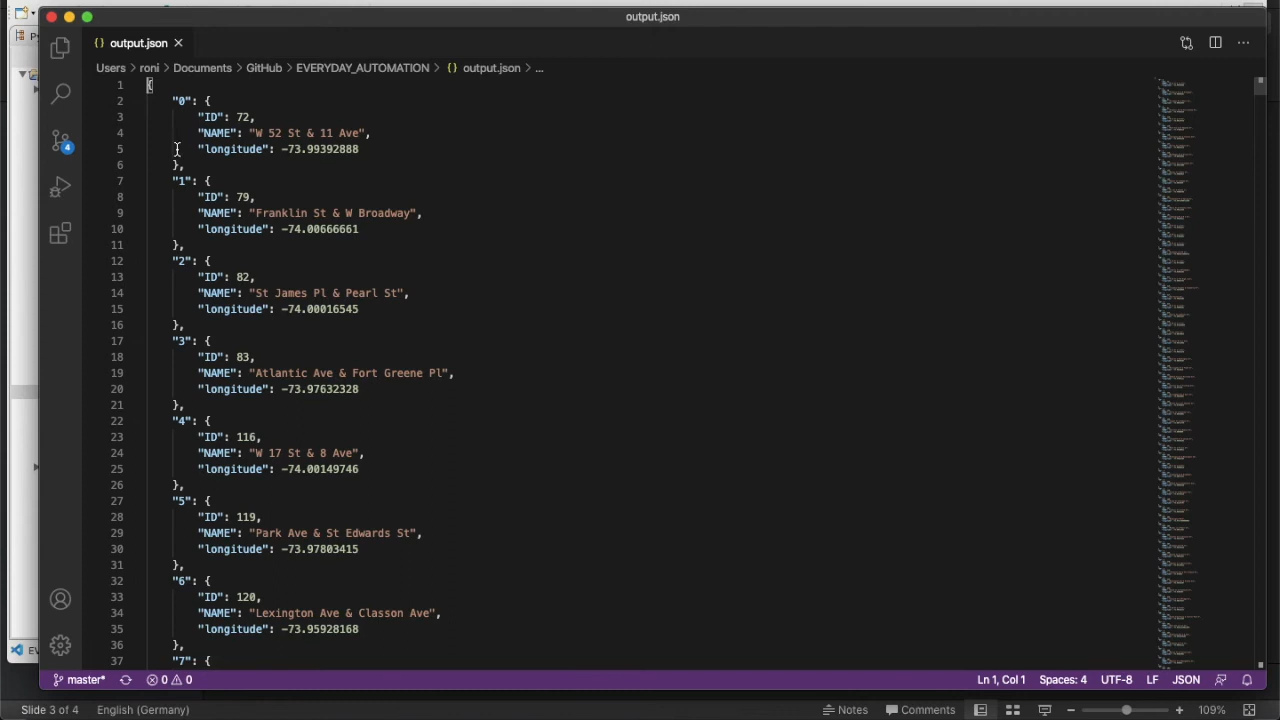 output.json
{} output.json
Users > roni > Documents > GitHub > EVERYDAY_AUTOMATION > {} output.json > ...
1 {
2 "0": {
3 "ID": 72,
4 "NAME": "W 52 St & 11 Ave",
5 "longitude": -73.99392888
6 },
7 "1": {
8 "ID": 79,
9 "NAME": "Franklin St & W Broadway",
10 "longitude": -74.00666661
11 },
12 "2": {
13 "ID": 82,
14 "NAME": "St James Pl & Pearl St",
15 "longitude": -74.00016545
16 },
17 "3": {
18 "ID": 83,
19 "NAME": "Atlantic Ave & Fort Greene Pl",
20 "longitude": -73.97632328
21 },
22 "4": {
23 "ID": 116,
24 "NAME": "W 17 St & 8 Ave",
25 "longitude": -74.00149746
26 },
27 "5": {
28 "ID": 119,
29 "NAME": "Park Ave & St Edwards St",
30 "longitude": -73.97803415
31 },
32 "6": {
33 "ID": 120,
34 "NAME": "Lexington Ave & Classon Ave",
35 "longitude": -73.95928168
36 },
37 "7": {
4
master* 0 0 Ln 1, Col 1 Spaces: 4 UTF-8 LF JSON
Slide 3 of 4 English (Germany) Notes Comments 109%